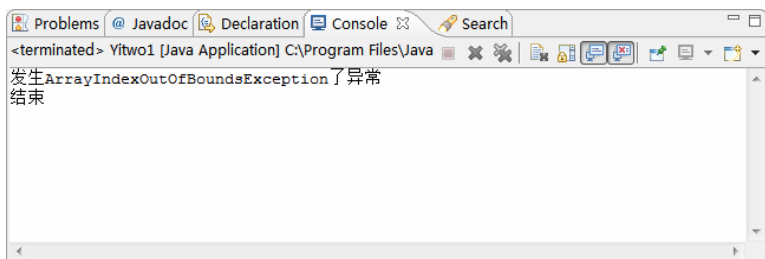 Problems @ Javadoc Declaration Console Search
<terminated> Yitwo1 [Java Application] C:\Program Files\Java
发生ArrayIndexOutOfBoundsException了异常
结束